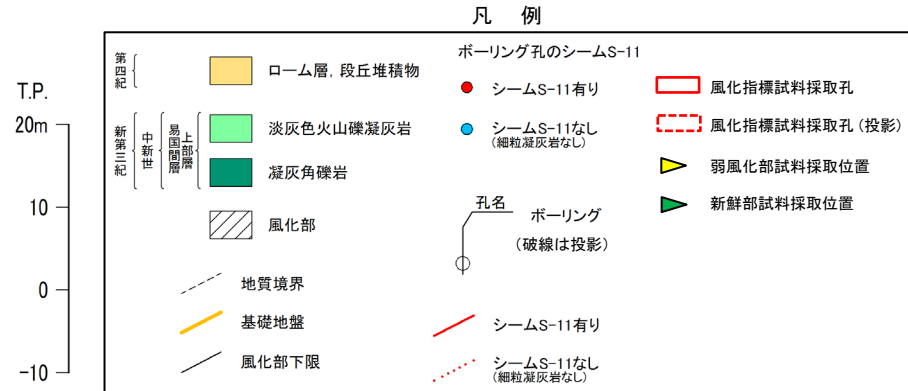 凡 例
T.P.
20m
10
0
-10
第四紀
ローム層, 段丘堆積物
新第三紀
中新世
易国間層
上部層
淡灰色火山礫凝灰岩
凝灰角礫岩
風化部
地質境界
基礎地盤
風化部下限
ボーリング孔のシームS-11
シームS-11有り
シームS-11なし
(細粒凝灰岩なし)
孔名
ボーリング
(破線は投影)
シームS-11有り
シームS-11なし
(細粒凝灰岩なし)
風化指標試料採取孔
風化指標試料採取孔(投影)
弱風化部試料採取位置
新鮮部試料採取位置